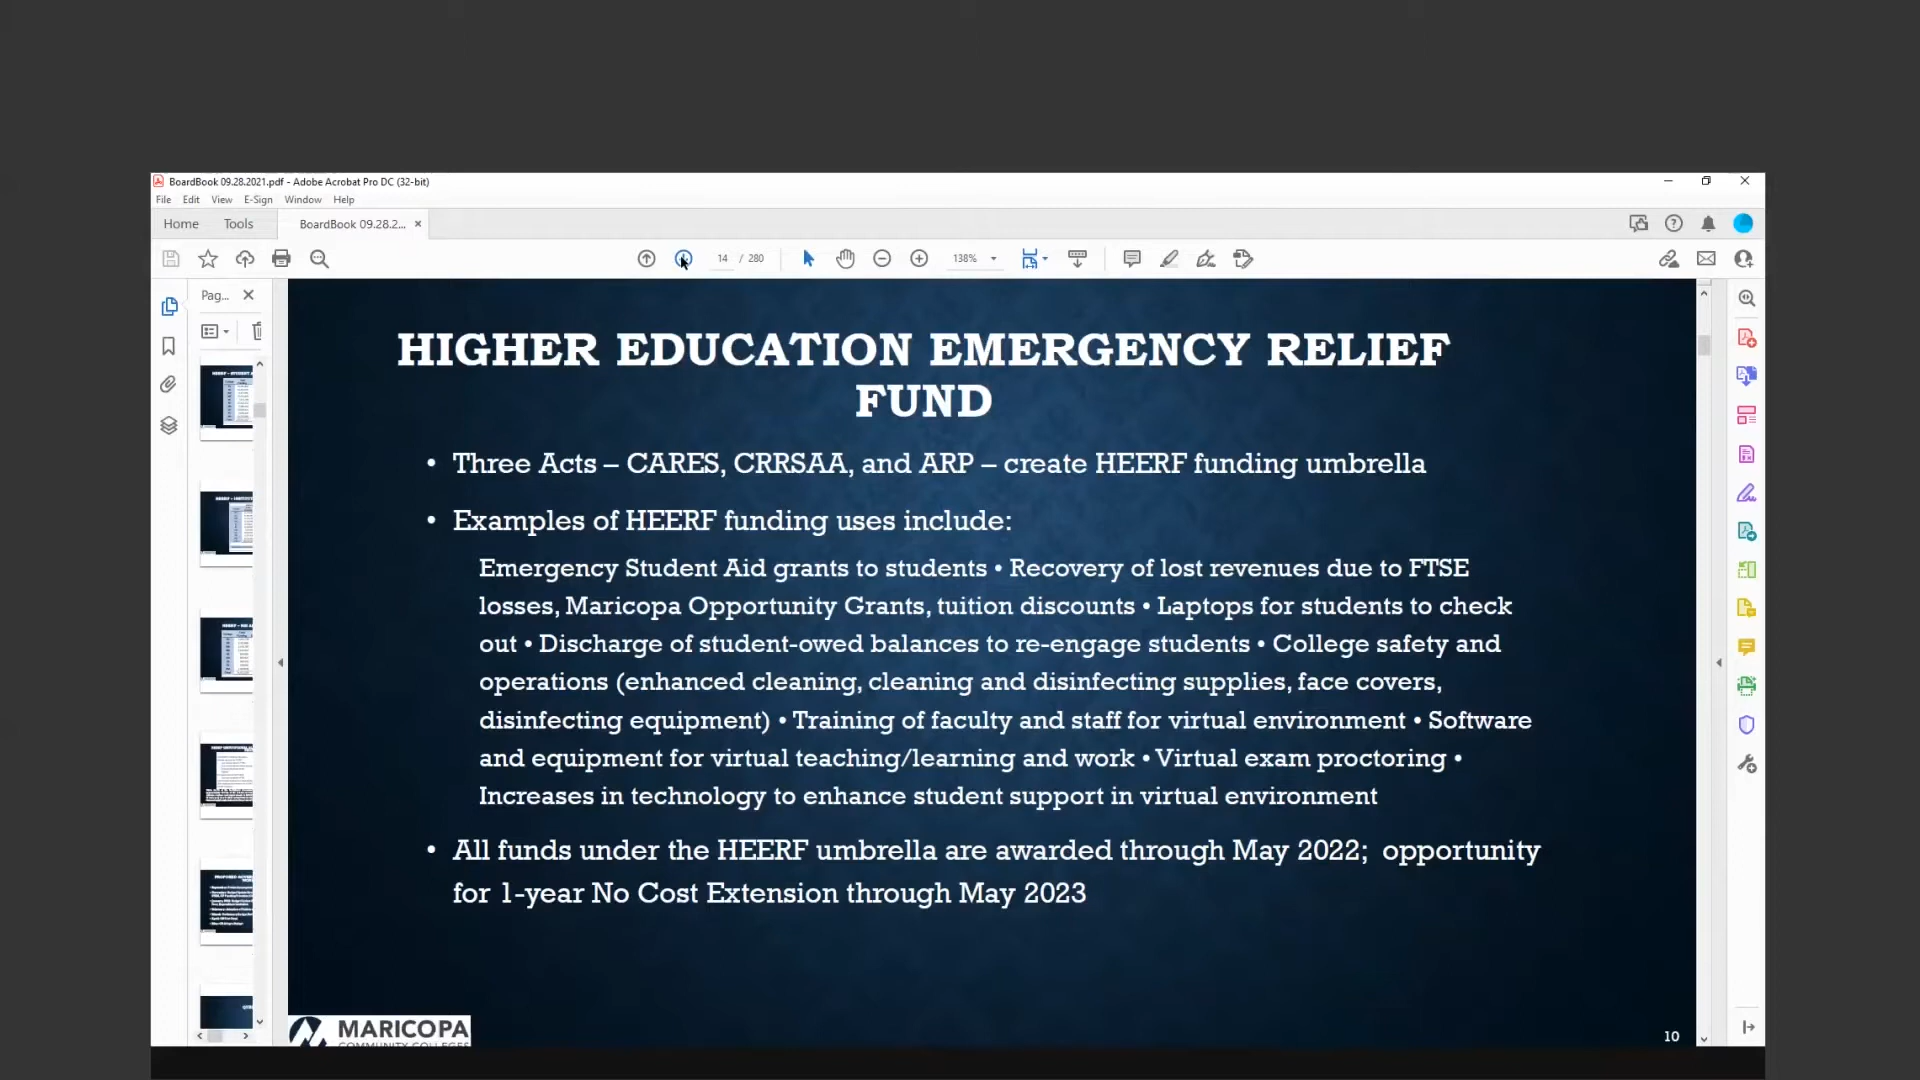 BoardBook 09.28.2021.pdf - Adobe Acrobat Pro DC (32-bit)
File Edit View E-Sign Window Help
Home Tools BoardBook 09.28.2...
14 / 280 138%
Pag...
HIGHER EDUCATION EMERGENCY RELIEF
FUND
• Three Acts – CARES, CRRSAA, and ARP – create HEERF funding umbrella
• Examples of HEERF funding uses include:
Emergency Student Aid grants to students • Recovery of lost revenues due to FTSE
losses, Maricopa Opportunity Grants, tuition discounts • Laptops for students to check
out • Discharge of student-owed balances to re-engage students • College safety and
operations (enhanced cleaning, cleaning and disinfecting supplies, face covers,
disinfecting equipment) • Training of faculty and staff for virtual environment • Software
and equipment for virtual teaching/learning and work • Virtual exam proctoring •
Increases in technology to enhance student support in virtual environment
• All funds under the HEERF umbrella are awarded through May 2022;  opportunity
for 1-year No Cost Extension through May 2023
MARICOPA
COMMUNITY COLLEGES
10